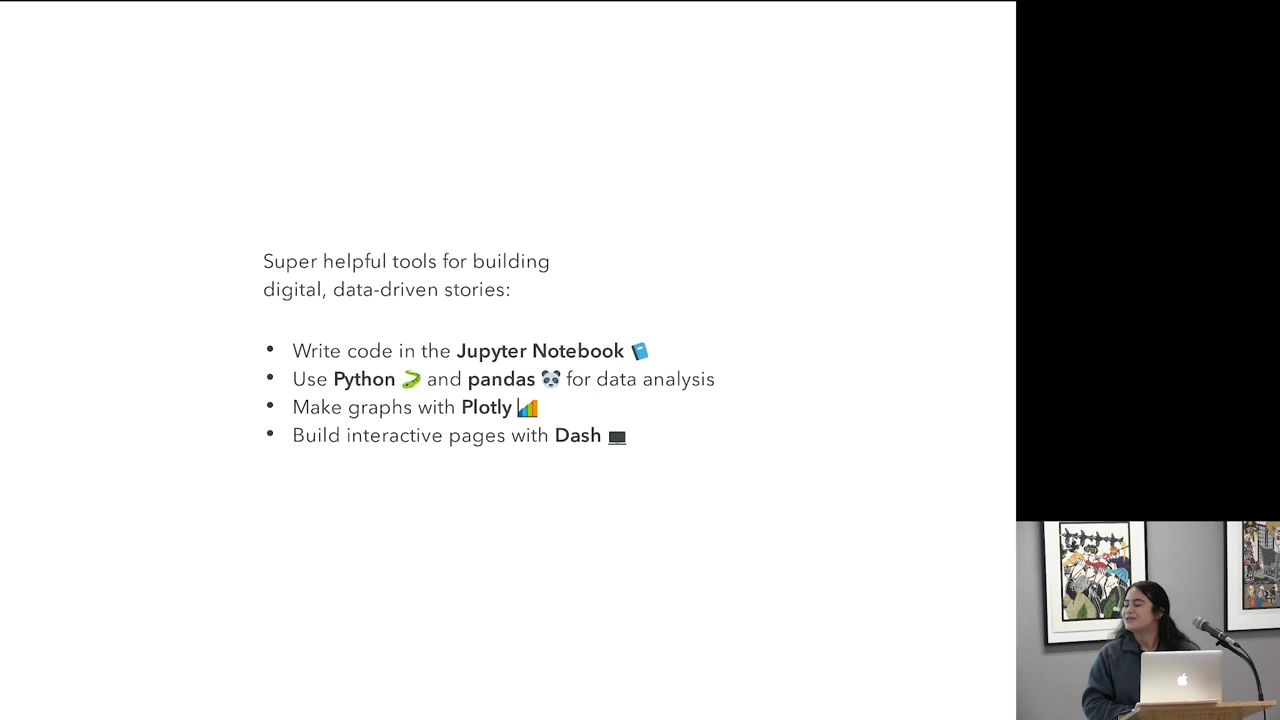 Super helpful tools for building
digital, data-driven stories:
• Write code in the Jupyter Notebook 📘
• Use Python 🐛 and pandas 🐼 for data analysis
• Make graphs with Plotly 📊
• Build interactive pages with Dash 💻